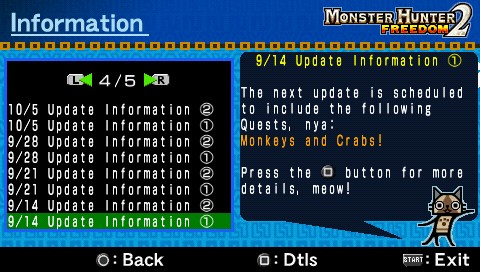 Information
MONSTER HUNTER
FREEDOM 2
L 4/5 R
10/5 Update Information ②
10/5 Update Information ①
9/28 Update Information ②
9/28 Update Information ①
9/21 Update Information ②
9/21 Update Information ①
9/14 Update Information ②
9/14 Update Information ①
9/14 Update Information ①
The next update is scheduled
to include the following
Quests, nya:
Monkeys and Crabs!
Press the button for more
details, meow!
: Back
: Dtls
START: Exit